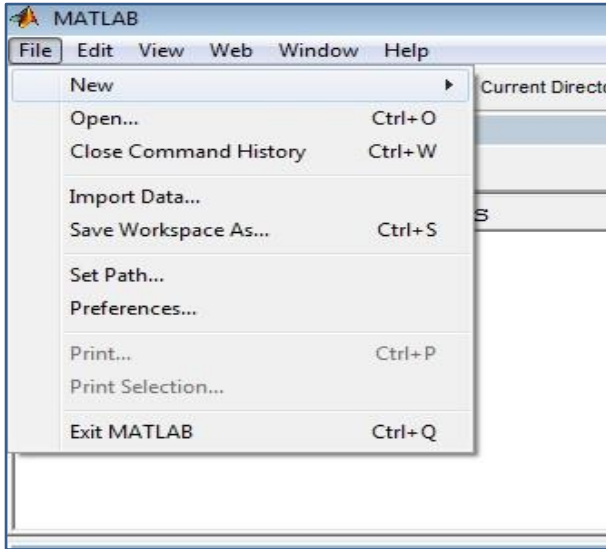 MATLAB
File Edit View Web Window Help
New
Current Direct
Open... Ctrl+O
Close Command History Ctrl+W
Import Data...
S
Save Workspace As... Ctrl+S
Set Path...
Preferences...
Print... Ctrl+P
Print Selection...
Exit MATLAB Ctrl+Q